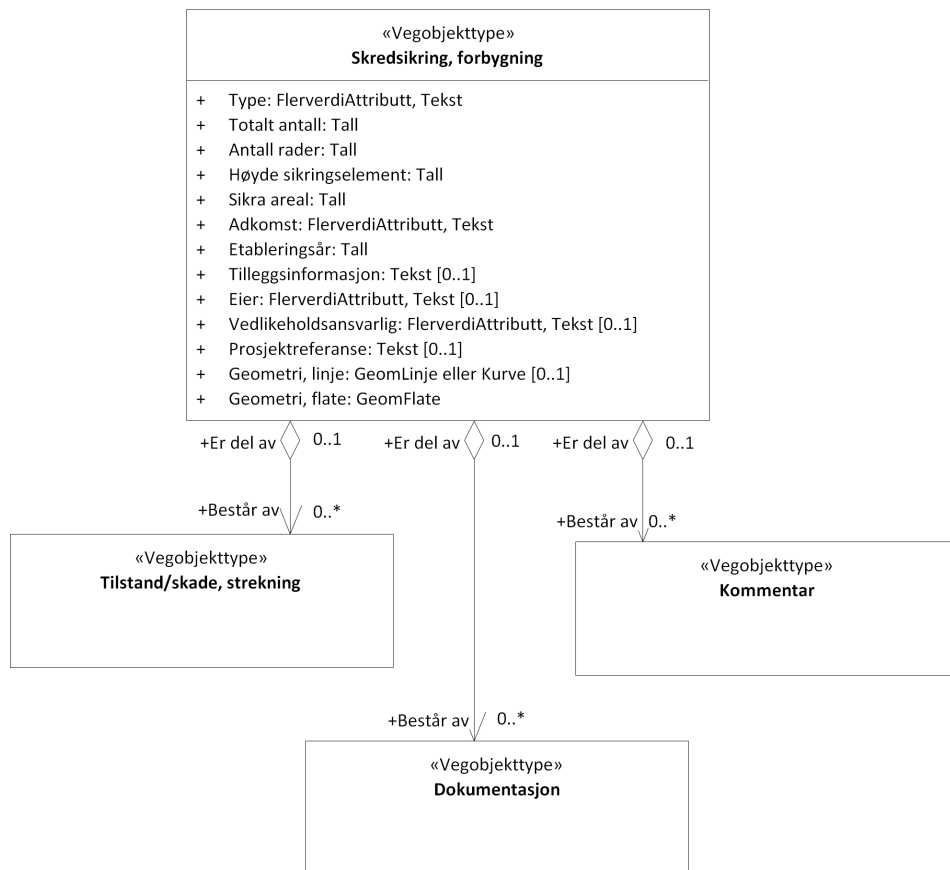 «Vegobjekttype»
Skredsikring, forbygning
+ Type: FlerverdiAttributt, Tekst
+ Totalt antall: Tall
+ Antall rader: Tall
+ Høyde sikringselement: Tall
+ Sikra areal: Tall
+ Adkomst: FlerverdiAttributt, Tekst
+ Etableringsår: Tall
+ Tilleggsinformasjon: Tekst [0..1]
+ Eier: FlerverdiAttributt, Tekst [0..1]
+ Vedlikeholdsansvarlig: FlerverdiAttributt, Tekst [0..1]
+ Prosjektreferanse: Tekst [0..1]
+ Geometri, linje: GeomLinje eller Kurve [0..1]
+ Geometri, flate: GeomFlate
+Er del av 0..1 +Er del av 0..1 +Er del av 0..1
+Består av 0..*
+Består av 0..*
«Vegobjekttype»
Tilstand/skade, strekning
«Vegobjekttype»
Kommentar
+Består av 0..*
«Vegobjekttype»
Dokumentasjon